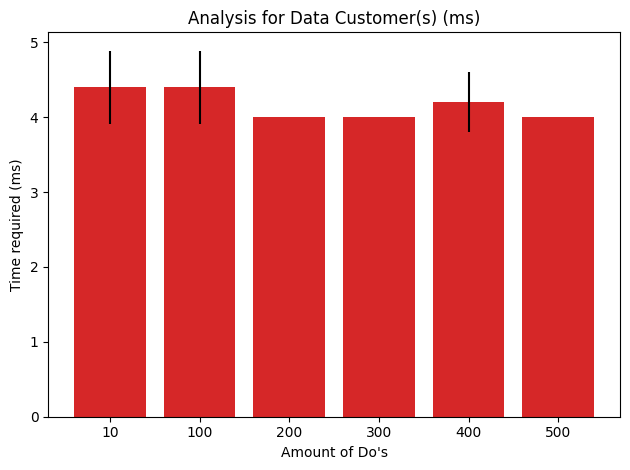 Analysis for Data Customer(s) (ms)
5
4
3
2
1
0
Time required (ms)
10 100 200 300 400 500
Amount of Do's